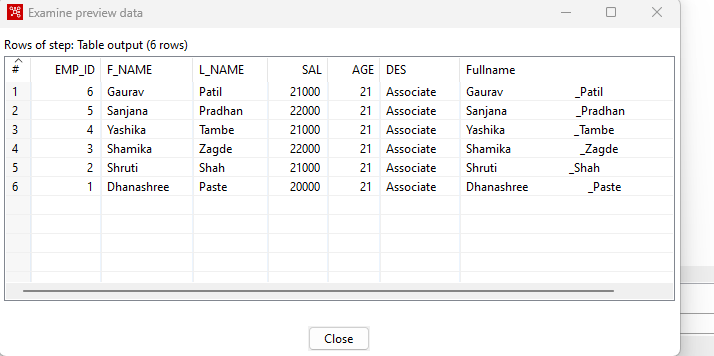 Examine preview data
Rows of step: Table output (6 rows)
# EMP_ID F_NAME L_NAME SAL AGE DES Fullname
1 6 Gaurav Patil 21000 21 Associate Gaurav _Patil
2 5 Sanjana Pradhan 22000 21 Associate Sanjana _Pradhan
3 4 Yashika Tambe 21000 21 Associate Yashika _Tambe
4 3 Shamika Zagde 22000 21 Associate Shamika _Zagde
5 2 Shruti Shah 21000 21 Associate Shruti _Shah
6 1 Dhanashree Paste 20000 21 Associate Dhanashree _Paste
Close